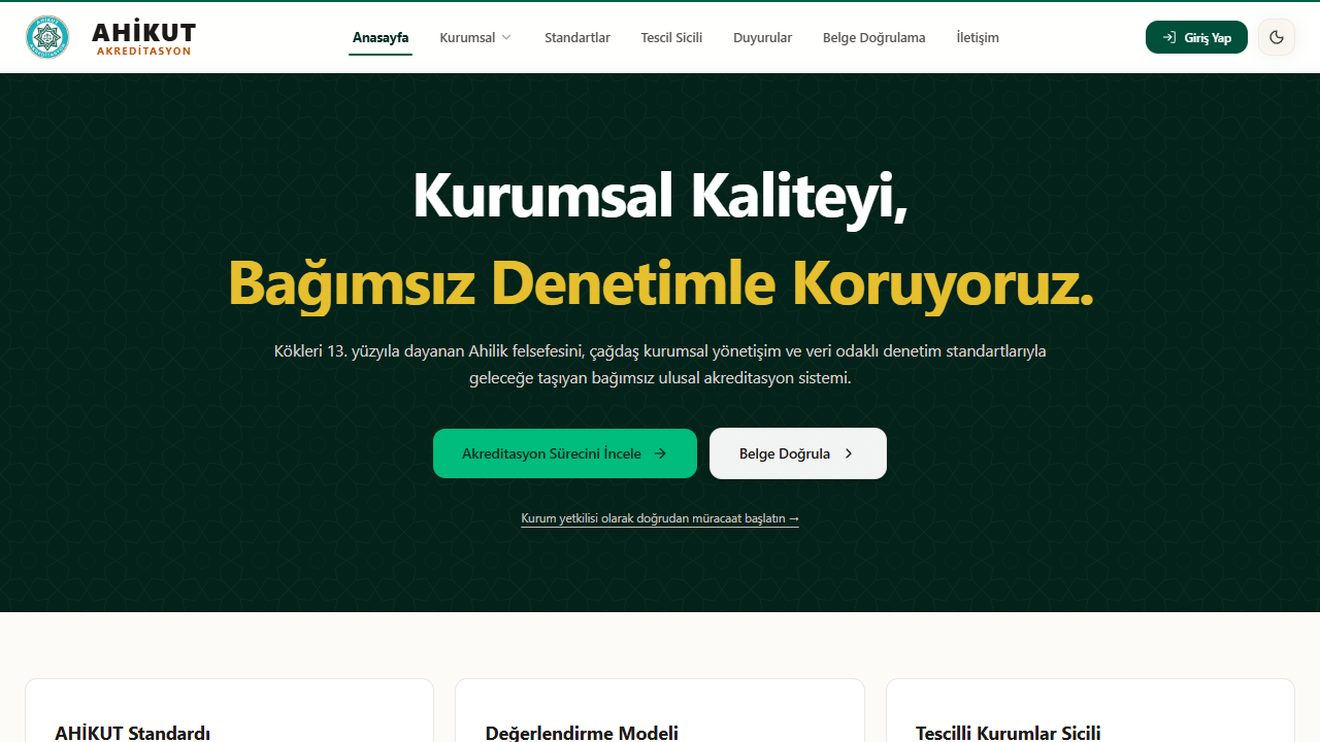 AHİKUT
AKREDİTASYON
Anasayfa
Kurumsal
Standartlar
Tescil Sicili
Duyurular
Belge Doğrulama
İletişim
Giriş Yap
Kurumsal Kaliteyi,
Bağımsız Denetimle Koruyoruz.
Kökleri 13. yüzyıla dayanan Ahilik felsefesini, çağdaş kurumsal yönetişim ve veri odaklı denetim standartlarıyla
geleceğe taşıyan bağımsız ulusal akreditasyon sistemi.
Akreditasyon Sürecini İncele →
Belge Doğrula
Kurum yetkilisi olarak doğrudan müracaat başlatın →
AHİKUT Standardı
Değerlendirme Modeli
Tescilli Kurumlar Sicili